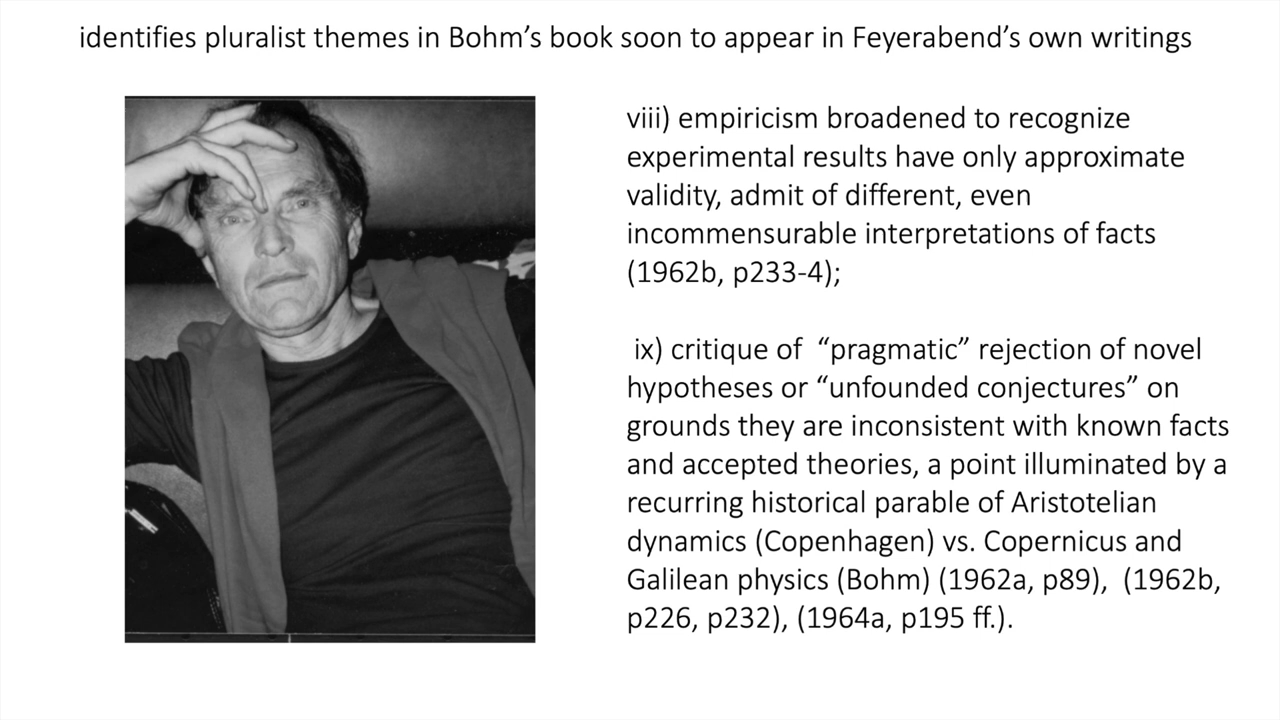 identifies pluralist themes in Bohm’s book soon to appear in Feyerabend’s own writings
viii) empiricism broadened to recognize
experimental results have only approximate
validity, admit of different, even
incommensurable interpretations of facts
(1962b, p233-4);
ix) critique of “pragmatic” rejection of novel
hypotheses or “unfounded conjectures” on
grounds they are inconsistent with known facts
and accepted theories, a point illuminated by a
recurring historical parable of Aristotelian
dynamics (Copenhagen) vs. Copernicus and
Galilean physics (Bohm) (1962a, p89), (1962b,
p226, p232), (1964a, p195 ff.).